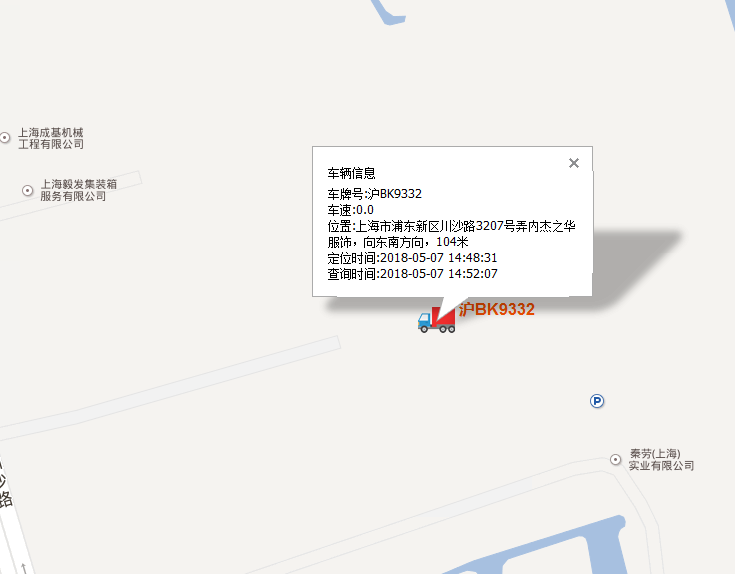 上海成基机械
工程有限公司
上海毅发集装箱
服务有限公司
车辆信息
车牌号:沪BK9332
车速:0.0
位置:上海市浦东新区川沙路3207号弄内杰之华
服饰，向东南方向，104米
定位时间:2018-05-07 14:48:31
查询时间:2018-05-07 14:52:07
沪BK9332
P
秦劳(上海)
实业有限公司
沙路